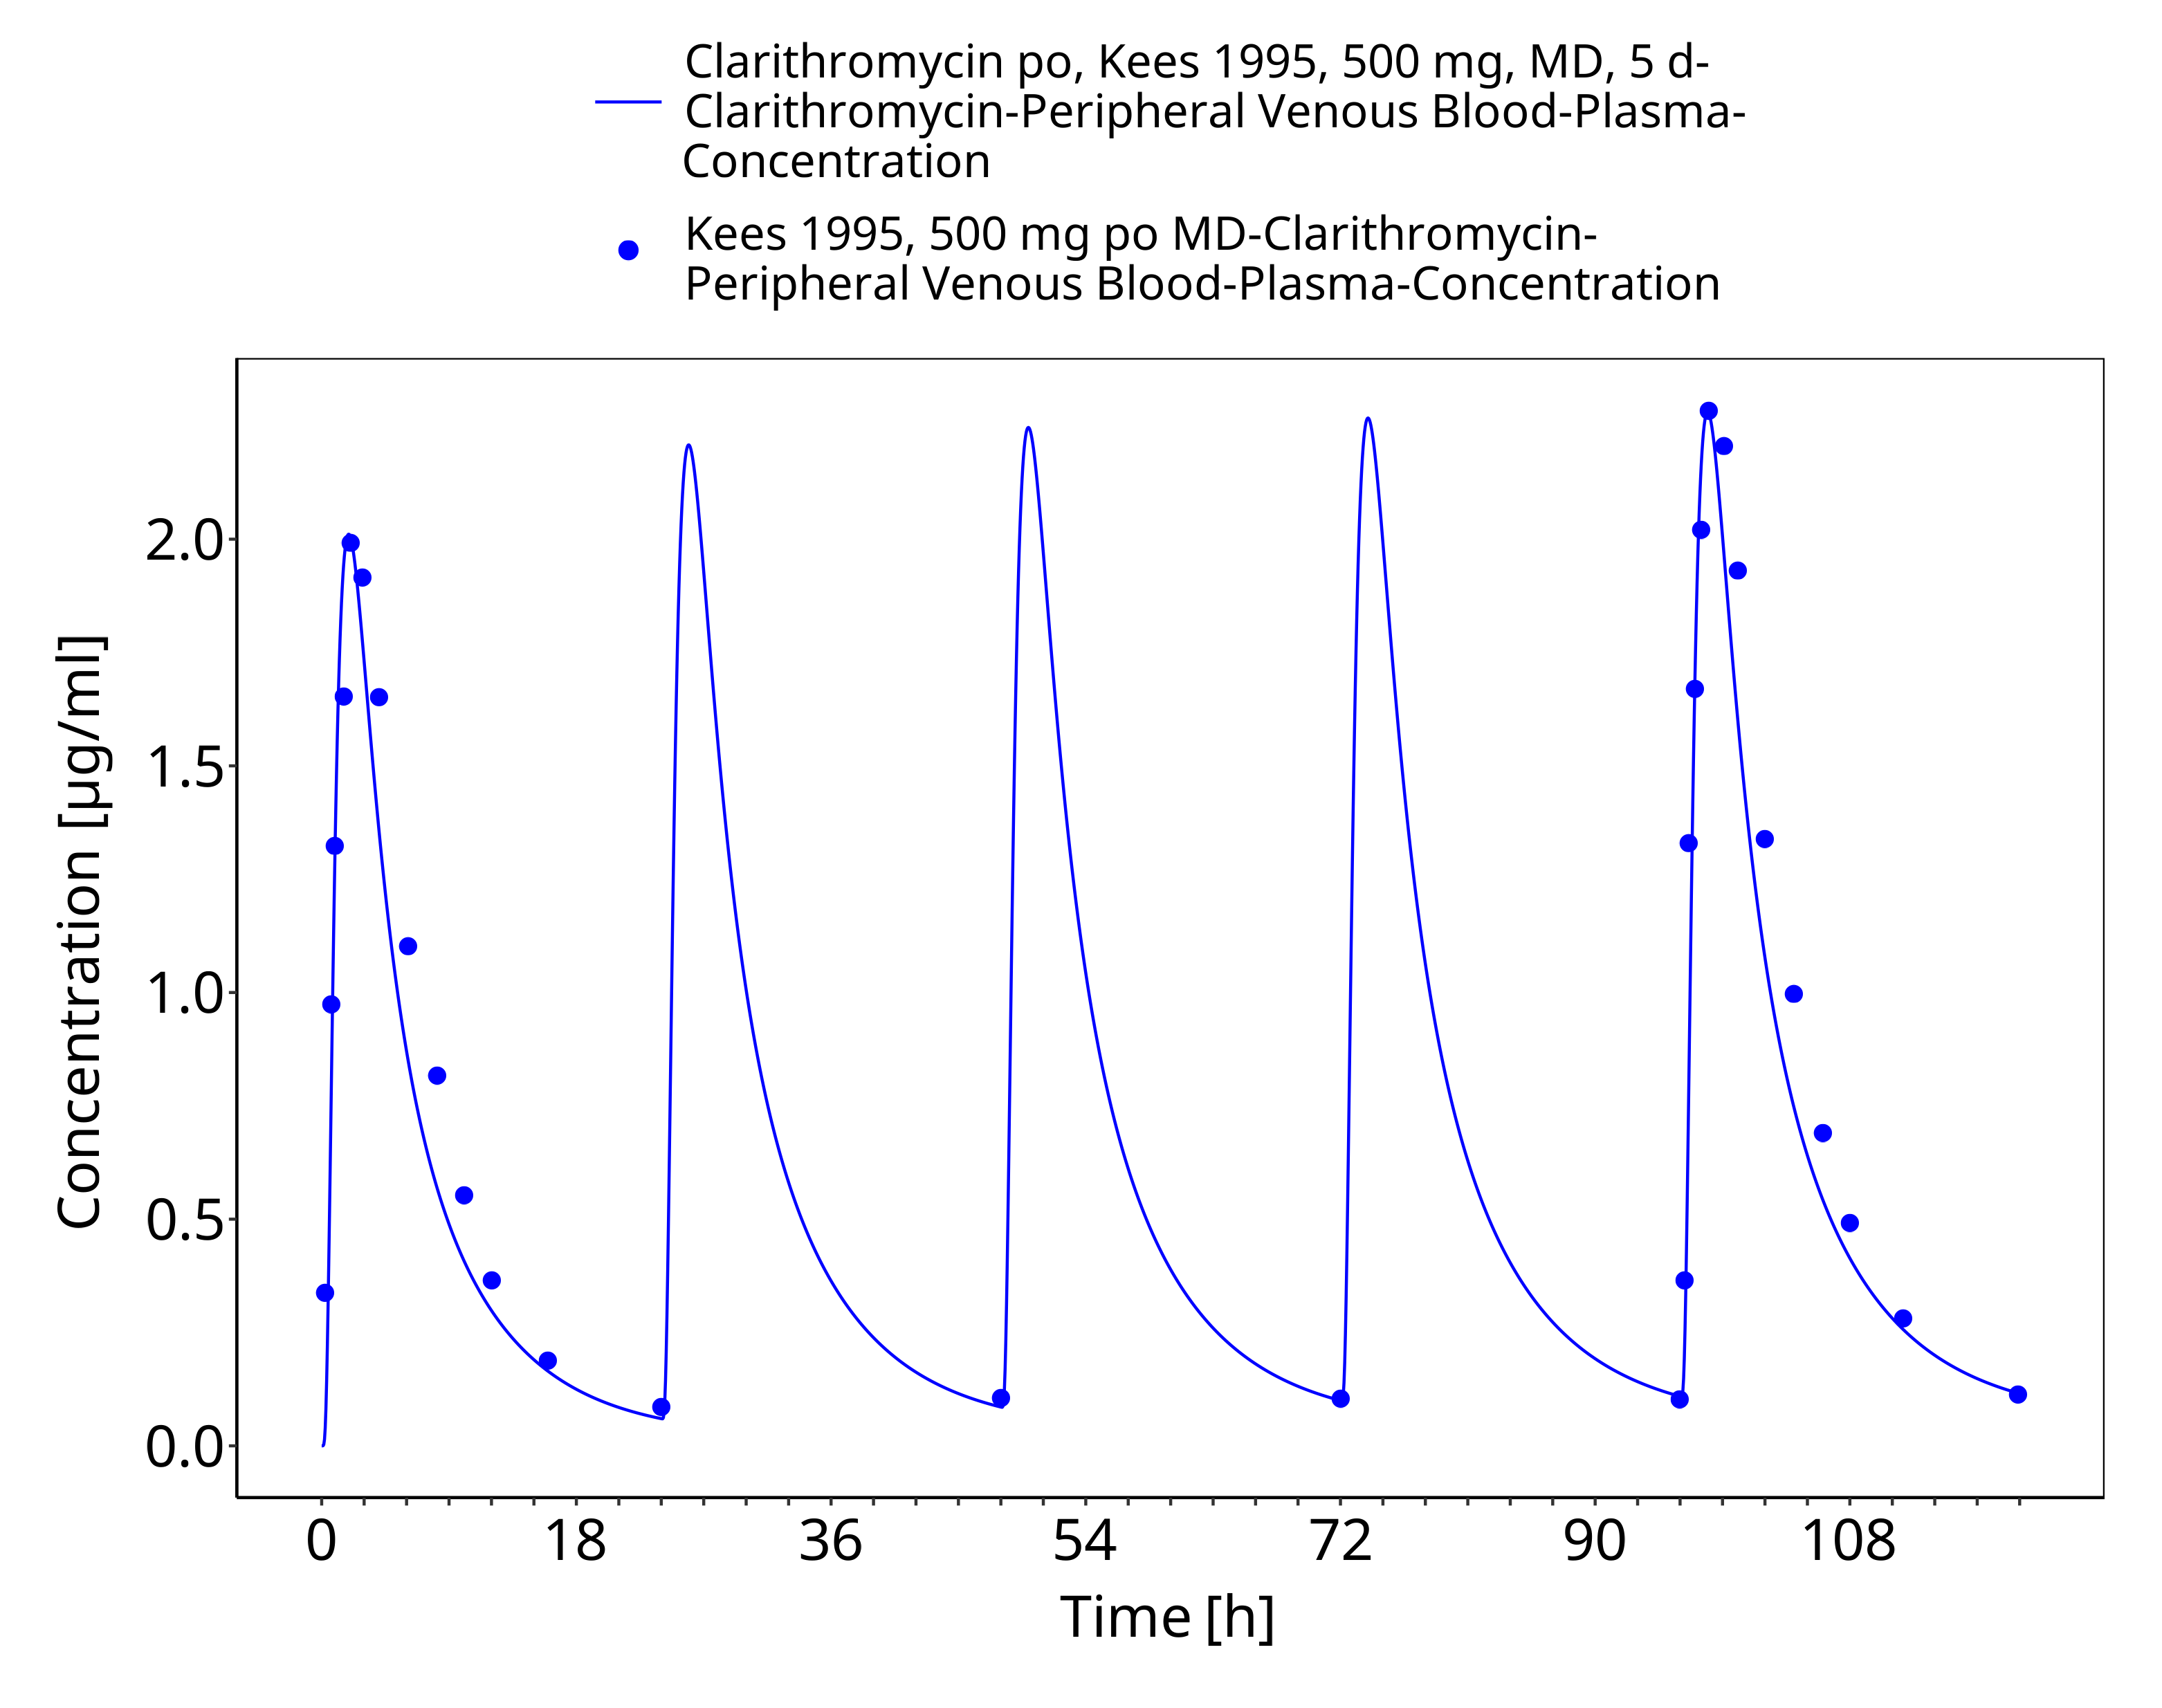 Clarithromycin po, Kees 1995, 500 mg, MD, 5 d-
Clarithromycin-Peripheral Venous Blood-Plasma-
Concentration
Kees 1995, 500 mg po MD-Clarithromycin-
Peripheral Venous Blood-Plasma-Concentration
Concentration [µg/ml]
2.0
1.5
1.0
0.5
0.0
0 18 36 54 72 90 108
Time [h]